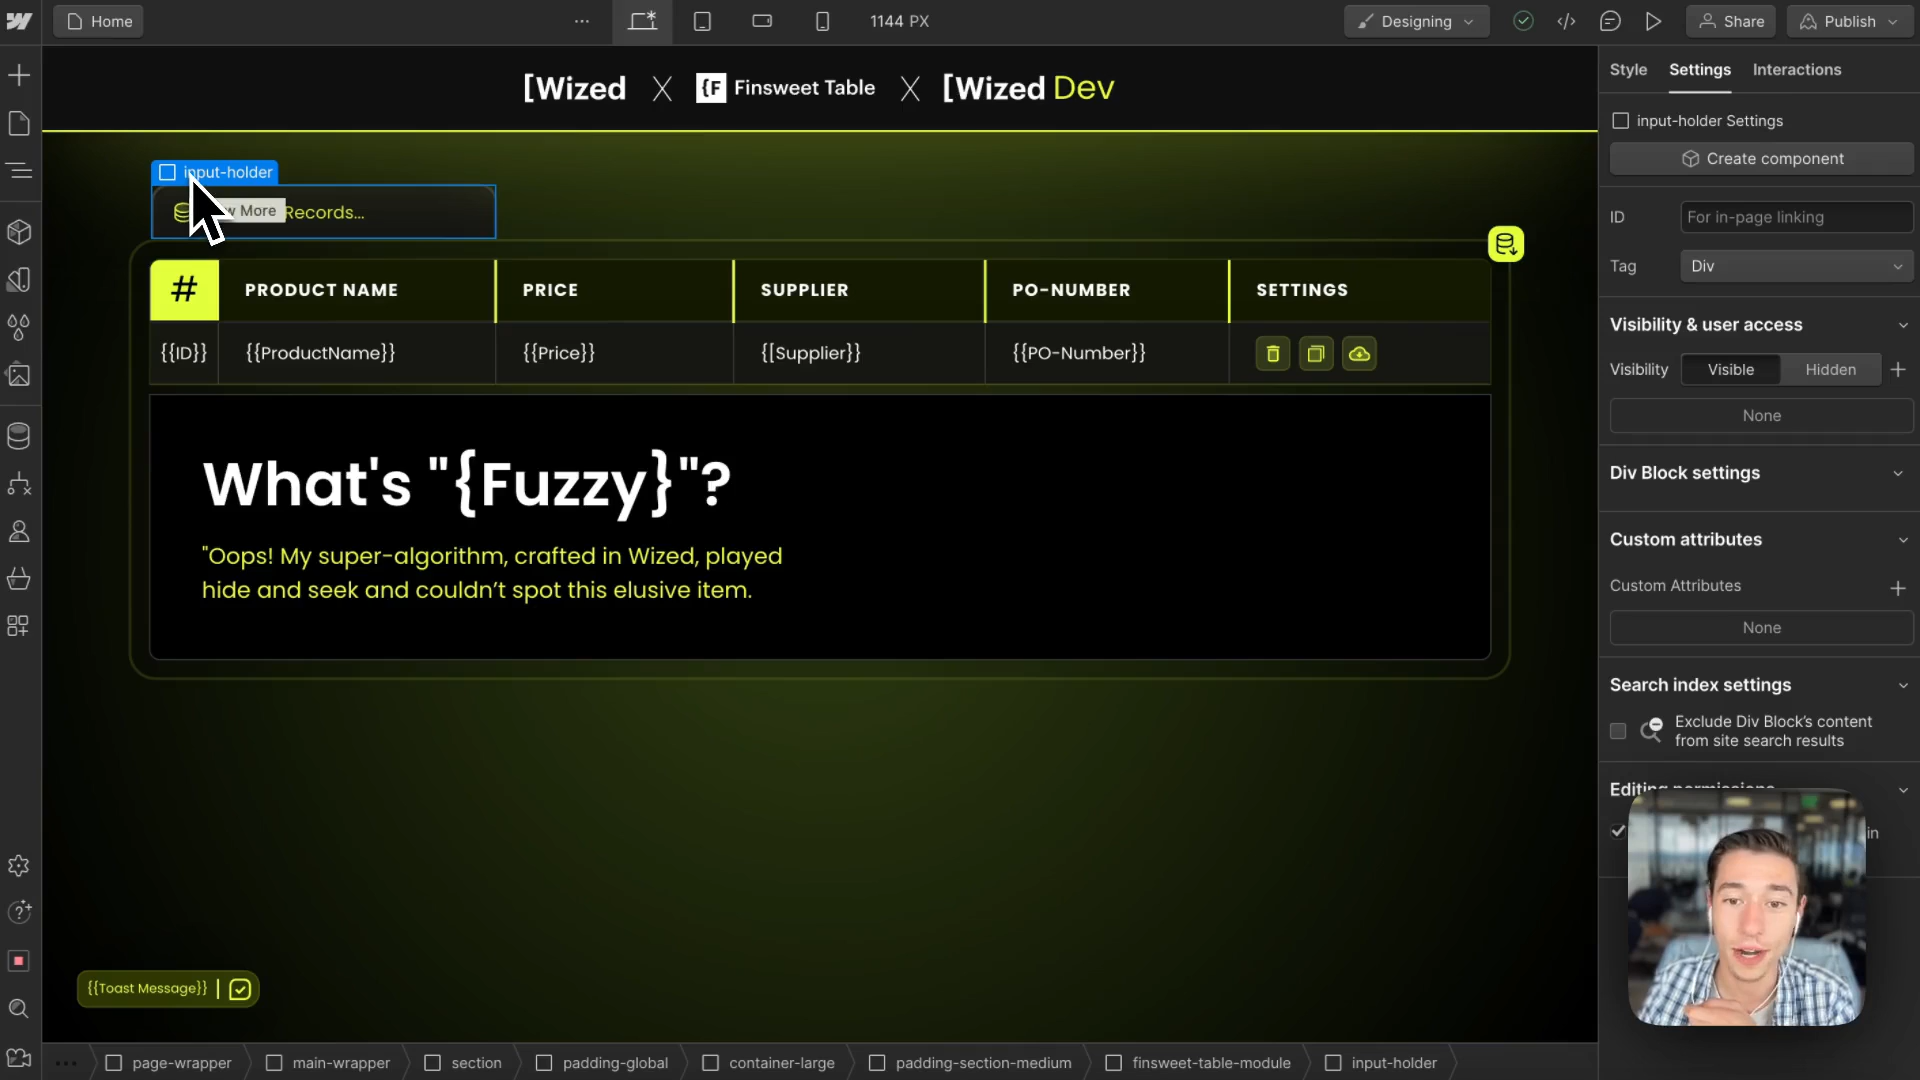 Home
1144 PX
Designing
Share
Publish
[Wized
X
{F
Finsweet Table
X
[Wized Dev
Style
Settings
Interactions
input-holder Settings
Create component
ID
For in-page linking
Tag
Div
Visibility & user access
Visibility
Visible
Hidden
None
Div Block settings
Custom attributes
Custom Attributes
None
Search index settings
Exclude Div Block's content
from site search results
in
input-holder
More
Records...
#
PRODUCT NAME
PRICE
SUPPLIER
PO-NUMBER
SETTINGS
{{ID}}
{{ProductName}}
{{Price}}
{[Supplier}}
{{PO-Number}}
What's "{Fuzzy}"?
"Oops! My super-algorithm, crafted in Wized, played
hide and seek and couldn't spot this elusive item.
{{Toast Message}}
page-wrapper
main-wrapper
section
padding-global
container-large
padding-section-medium
finsweet-table-module
input-holder